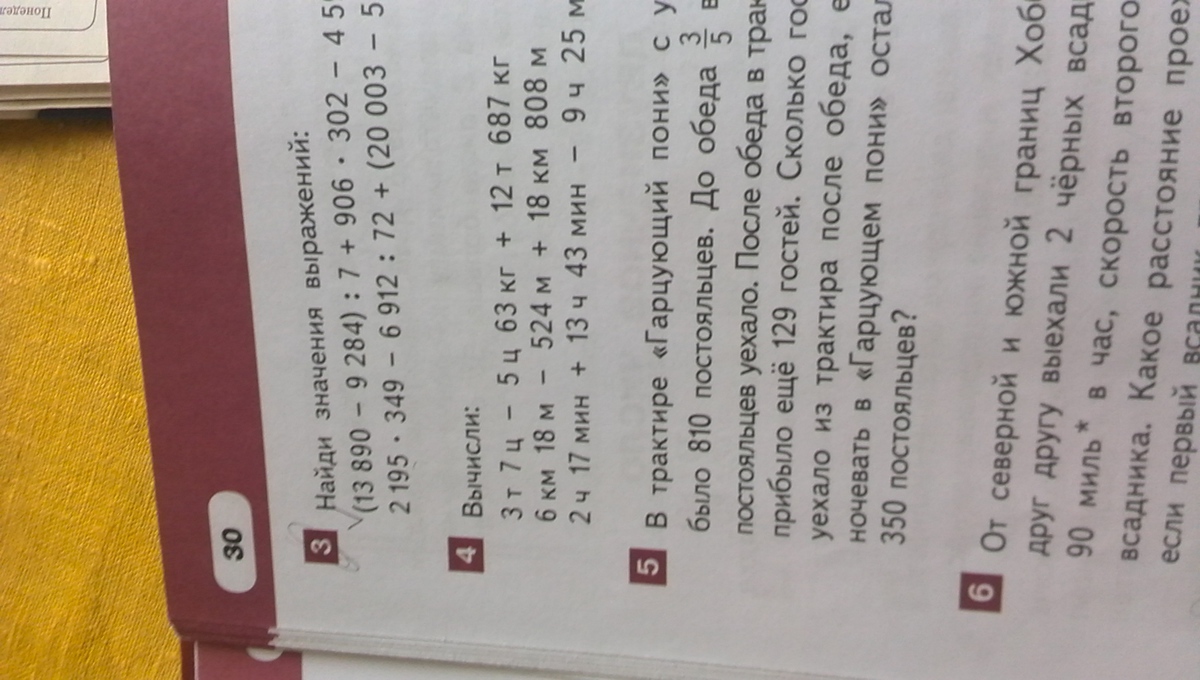 Понедел
30
3 Найди значения выражений:
(13 890 – 9 284) : 7 + 906 · 302 – 4 5
2 195 · 349 – 6 912 : 72 + (20 003 – 5
4 Вычисли:
3 т 7 ц – 5 ц 63 кг + 12 т 687 кг
6 км 18 м – 524 м + 18 км 808 м
2 ч 17 мин + 13 ч 43 мин – 9 ч 25 м
5 В трактире «Гарцующий пони» с у
было 810 постояльцев. До обеда 3/5 в
постояльцев уехало. После обеда в трак
прибыло ещё 129 гостей. Сколько гос
уехало из трактира после обеда, е
ночевать в «Гарцующем пони» остал
350 постояльцев?
6 От северной и южной границ Хобб
друг другу выехали 2 чёрных всад
90 миль* в час, скорость второго
всадника. Какое расстояние проех
если первый всадник